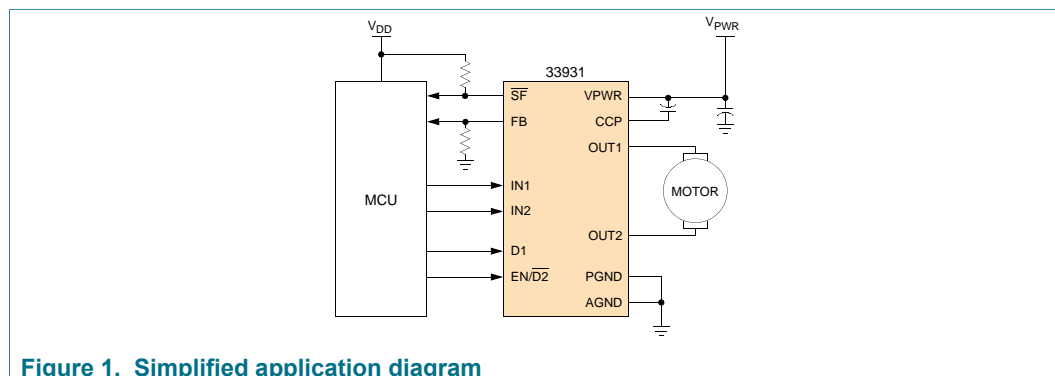 VDD
VPWR
33931
SF
VPWR
FB
CCP
OUT1
IN1
MCU
MOTOR
IN2
OUT2
D1
EN/D2
PGND
AGND
Figure 1. Simplified application diagram